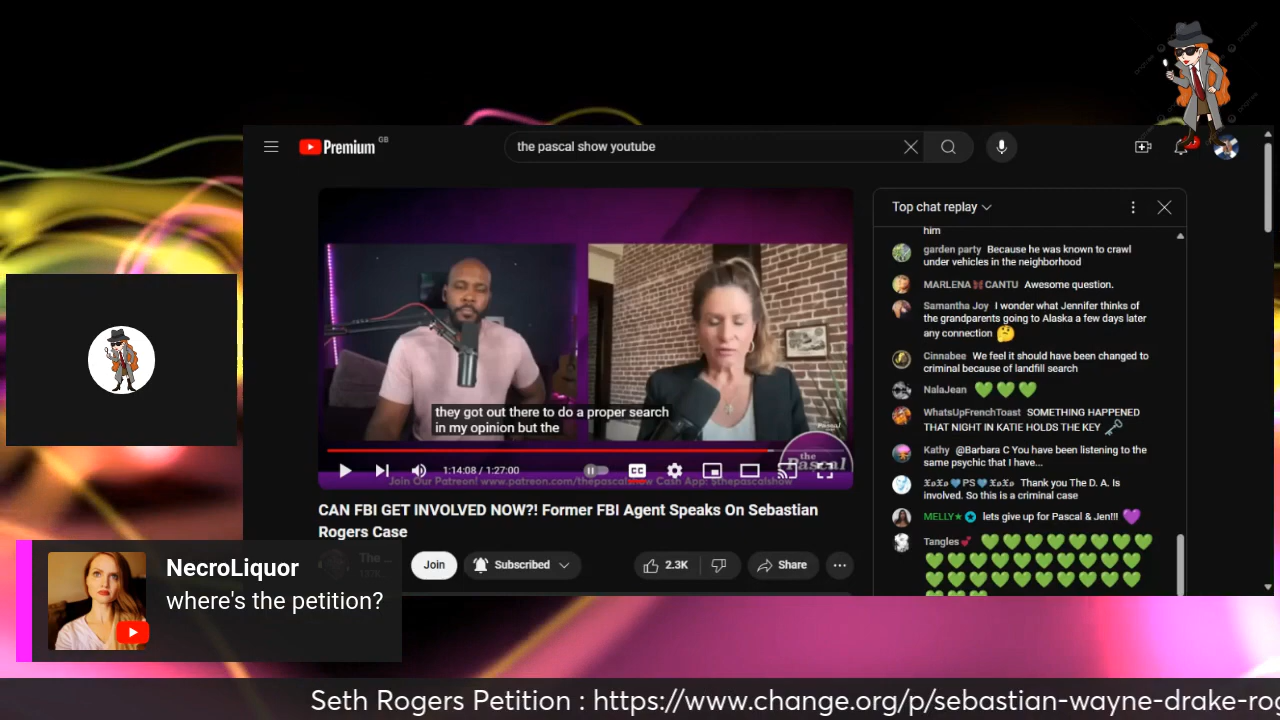 Premium GB
the pascal show youtube
Top chat replay
him
garden party Because he was known to crawl
under vehicles in the neighborhood
MARLENA CANTU Awesome question.
Samantha Joy I wonder what Jennifer thinks of
the grandparents going to Alaska a few days later
any connection
Cinnabee We feel it should have been changed to
criminal because of landfill search
NalaJean
WhatsUpFrenchToast SOMETHING HAPPENED
THAT NIGHT IN KATIE HOLDS THE KEY
Kathy @Barbara C You have been listening to the
same psychic that I have...
PS Thank you The D. A. Is
involved. So this is a criminal case
MELLY★ lets give up for Pascal & Jen!!!
Tangles
they got out there to do a proper search
in my opinion but the
the Pascal
1:14:08 / 1:27:00
CC
Join Our Patreon! www.patreon.com/thepascalshow Cash App: $thepascalshow
CAN FBI GET INVOLVED NOW?! Former FBI Agent Speaks On Sebastian
Rogers Case
The ...
Join
Subscribed
2.3K
Share
NecroLiquor
where's the petition?
Seth Rogers Petition : https://www.change.org/p/sebastian-wayne-drake-rog